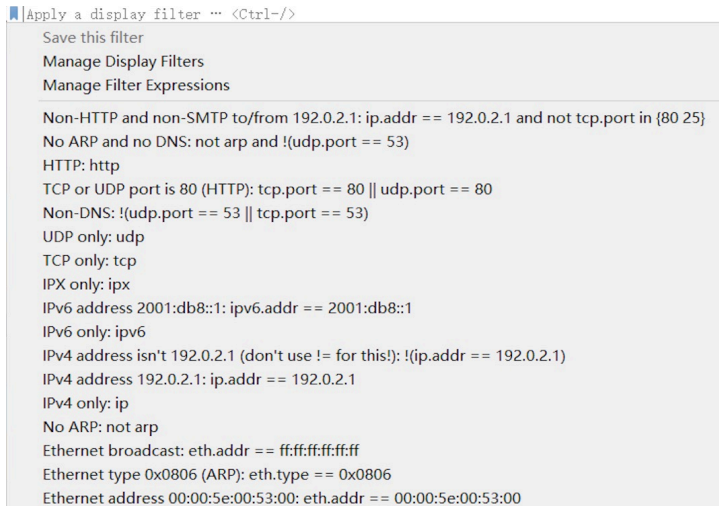 Apply a display filter … <Ctrl-/>
Save this filter
Manage Display Filters
Manage Filter Expressions
Non-HTTP and non-SMTP to/from 192.0.2.1: ip.addr == 192.0.2.1 and not tcp.port in {80 25}
No ARP and no DNS: not arp and !(udp.port == 53)
HTTP: http
TCP or UDP port is 80 (HTTP): tcp.port == 80 || udp.port == 80
Non-DNS: !(udp.port == 53 || tcp.port == 53)
UDP only: udp
TCP only: tcp
IPX only: ipx
IPv6 address 2001:db8::1: ipv6.addr == 2001:db8::1
IPv6 only: ipv6
IPv4 address isn't 192.0.2.1 (don't use != for this!): !(ip.addr == 192.0.2.1)
IPv4 address 192.0.2.1: ip.addr == 192.0.2.1
IPv4 only: ip
No ARP: not arp
Ethernet broadcast: eth.addr == ff:ff:ff:ff:ff:ff
Ethernet type 0x0806 (ARP): eth.type == 0x0806
Ethernet address 00:00:5e:00:53:00: eth.addr == 00:00:5e:00:53:00